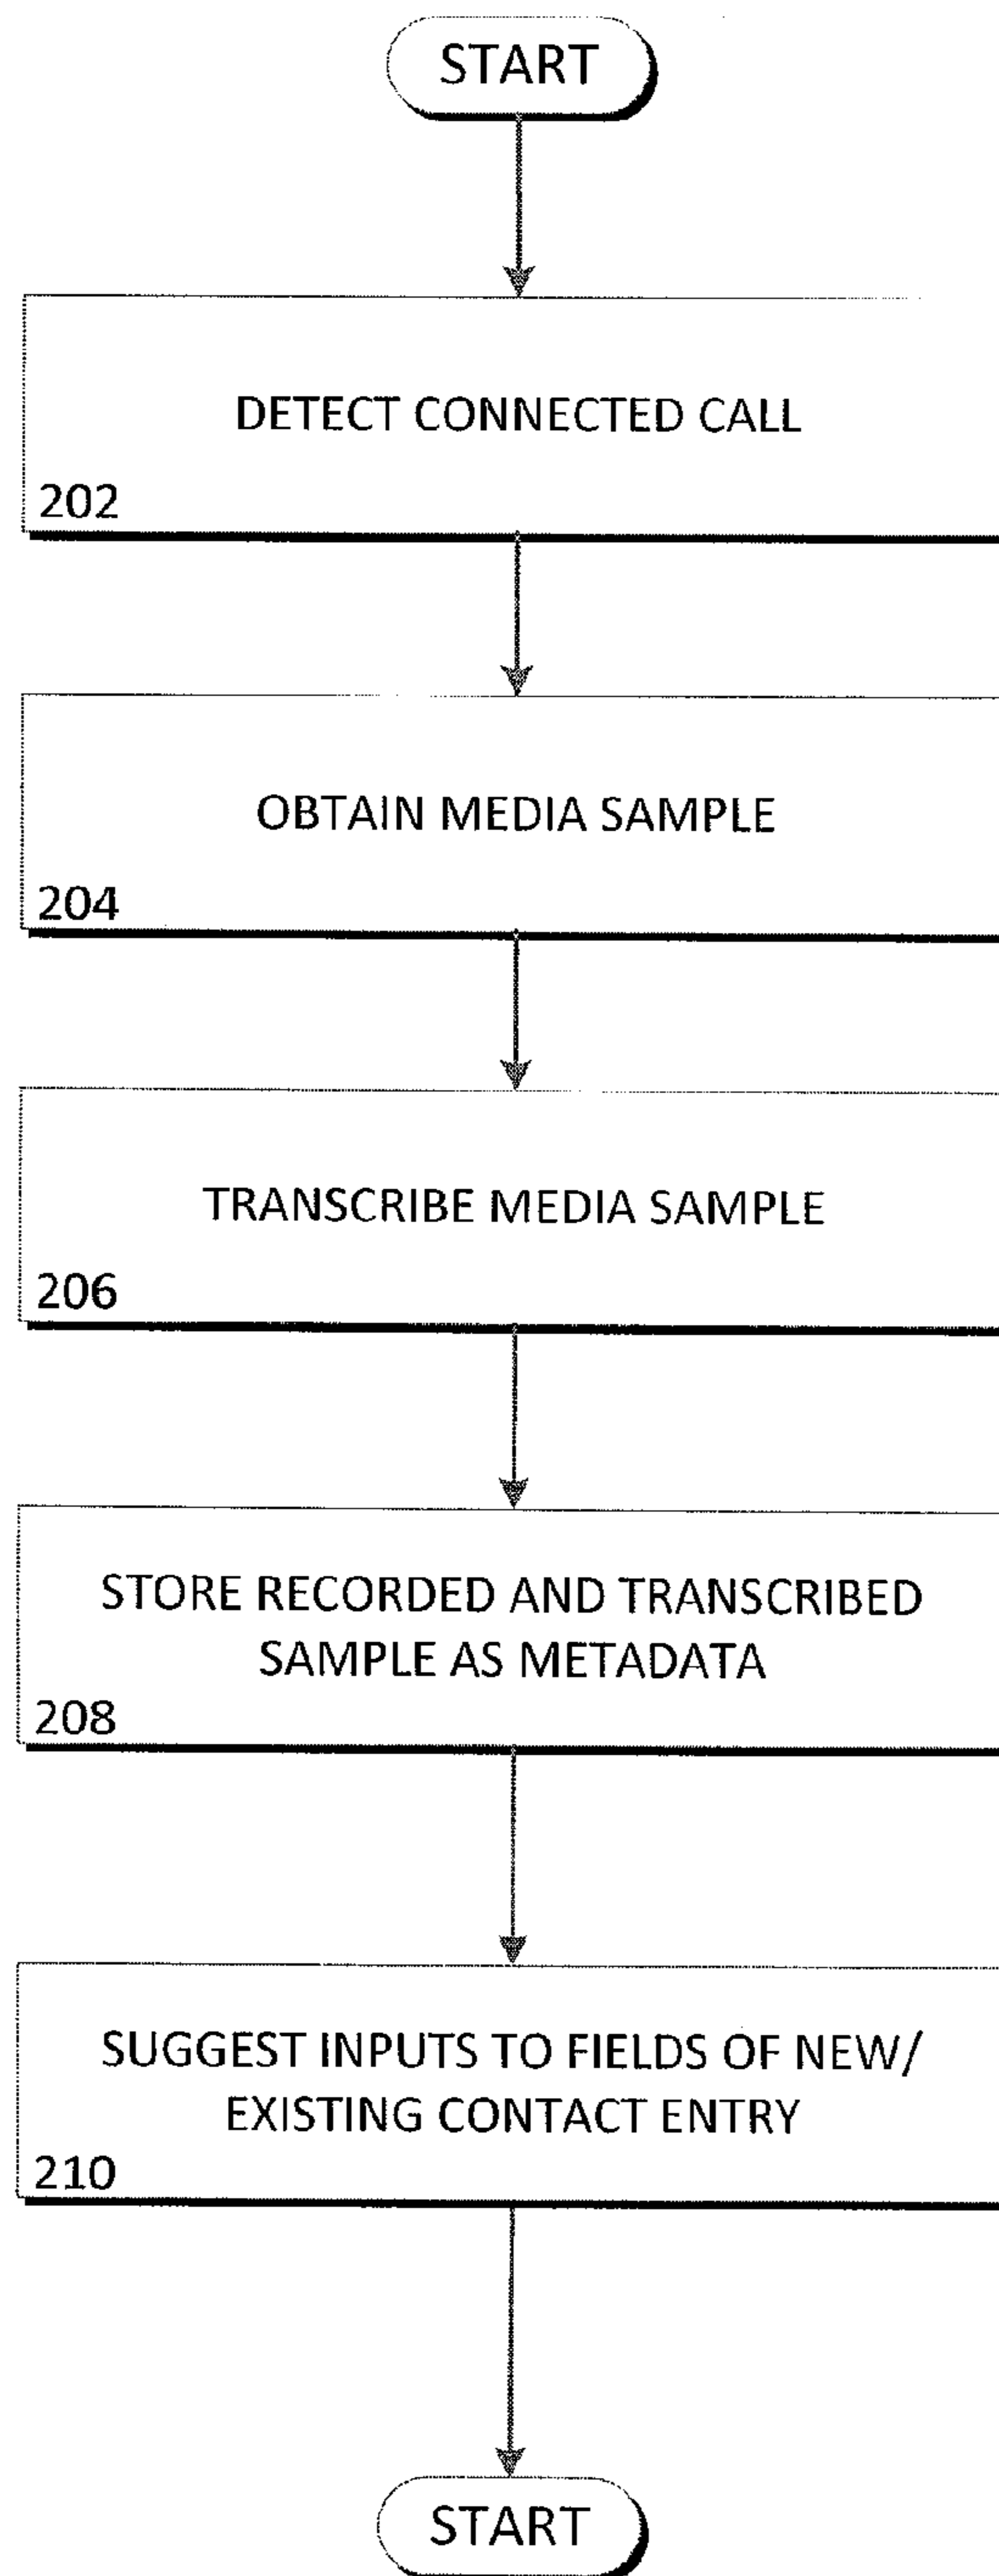 START
DETECT CONNECTED CALL
202
OBTAIN MEDIA SAMPLE
204
TRANSCRIBE MEDIA SAMPLE
206
STORE RECORDED AND TRANSCRIBED
SAMPLE AS METADATA
208
SUGGEST INPUTS TO FIELDS OF NEW/
EXISTING CONTACT ENTRY
210
START